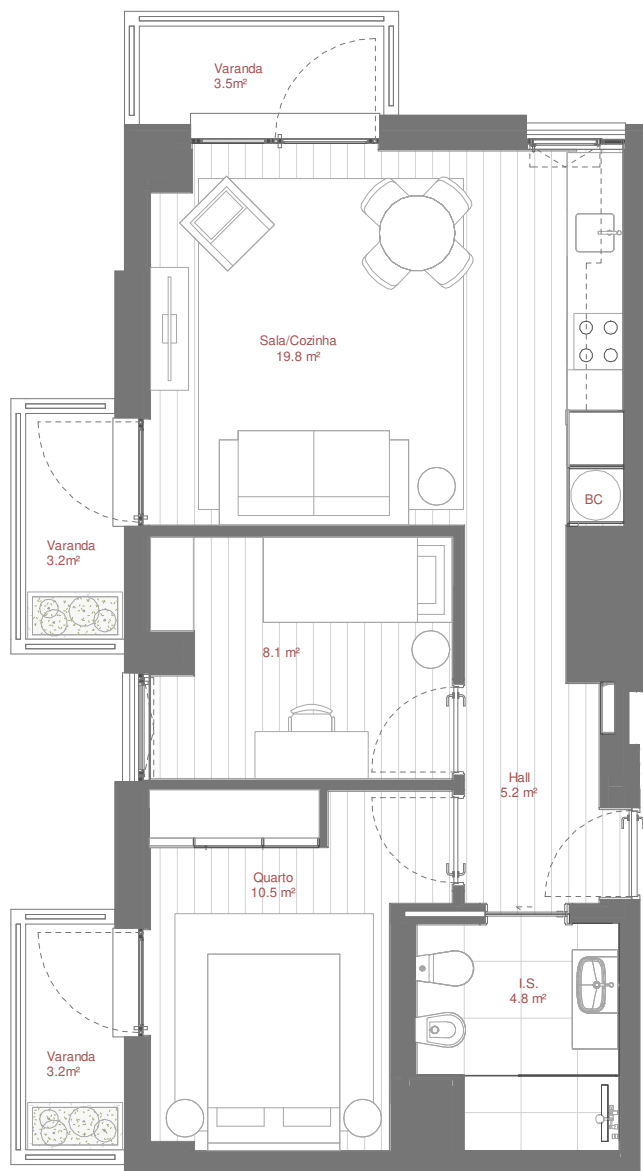 Varanda
3.5m²
Sala/Cozinha
19.8 m²
BC
Varanda
3.2m²
8.1 m²
Hall
5.2 m²
Quarto
10.5 m²
I.S.
4.8 m²
Varanda
3.2m²